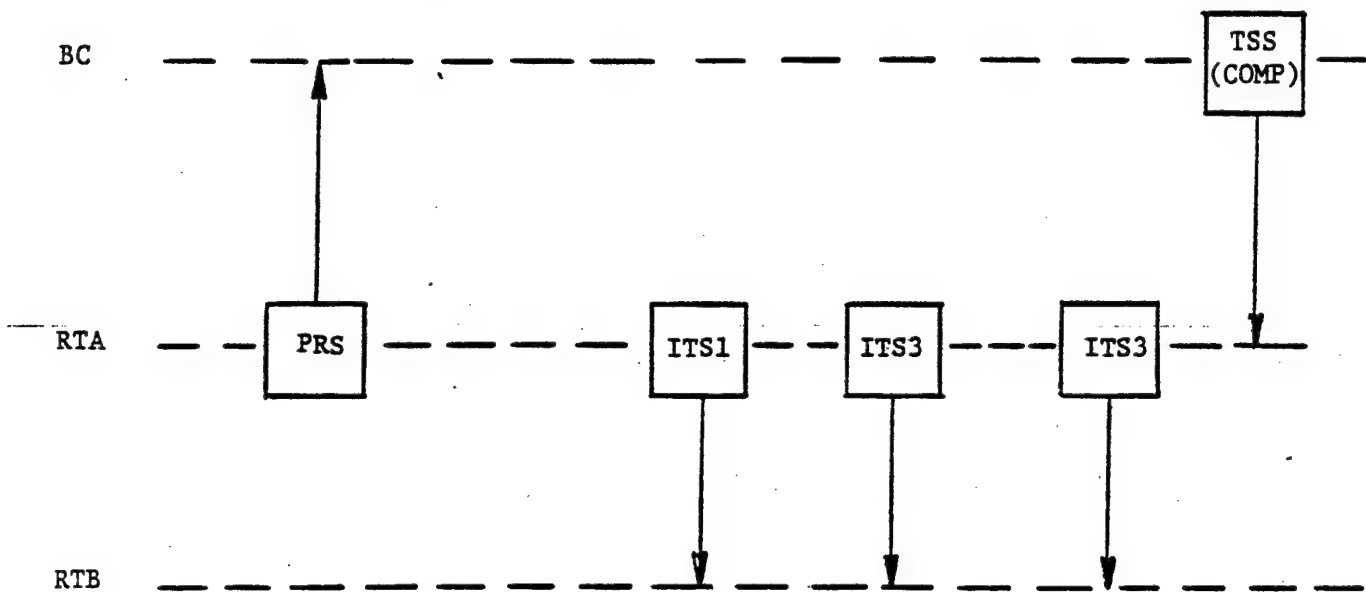 BC
TSS
(COMP)
RTA
PRS
ITS1
ITS3
ITS3
RTB